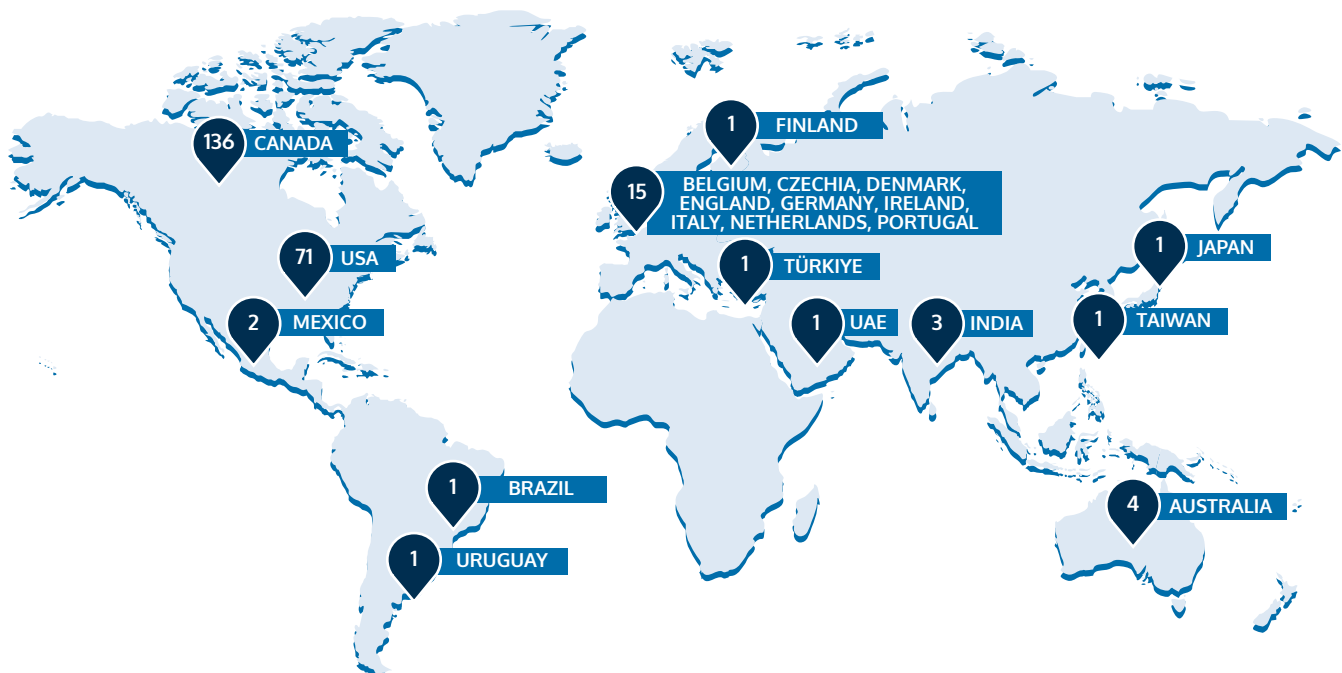 136 CANADA
1 FINLAND
15 BELGIUM, CZECHIA, DENMARK,
ENGLAND, GERMANY, IRELAND,
ITALY, NETHERLANDS, PORTUGAL
71 USA
1 TÜRKIYE
1 JAPAN
2 MEXICO
1 UAE
3 INDIA
1 TAIWAN
1 BRAZIL
4 AUSTRALIA
1 URUGUAY